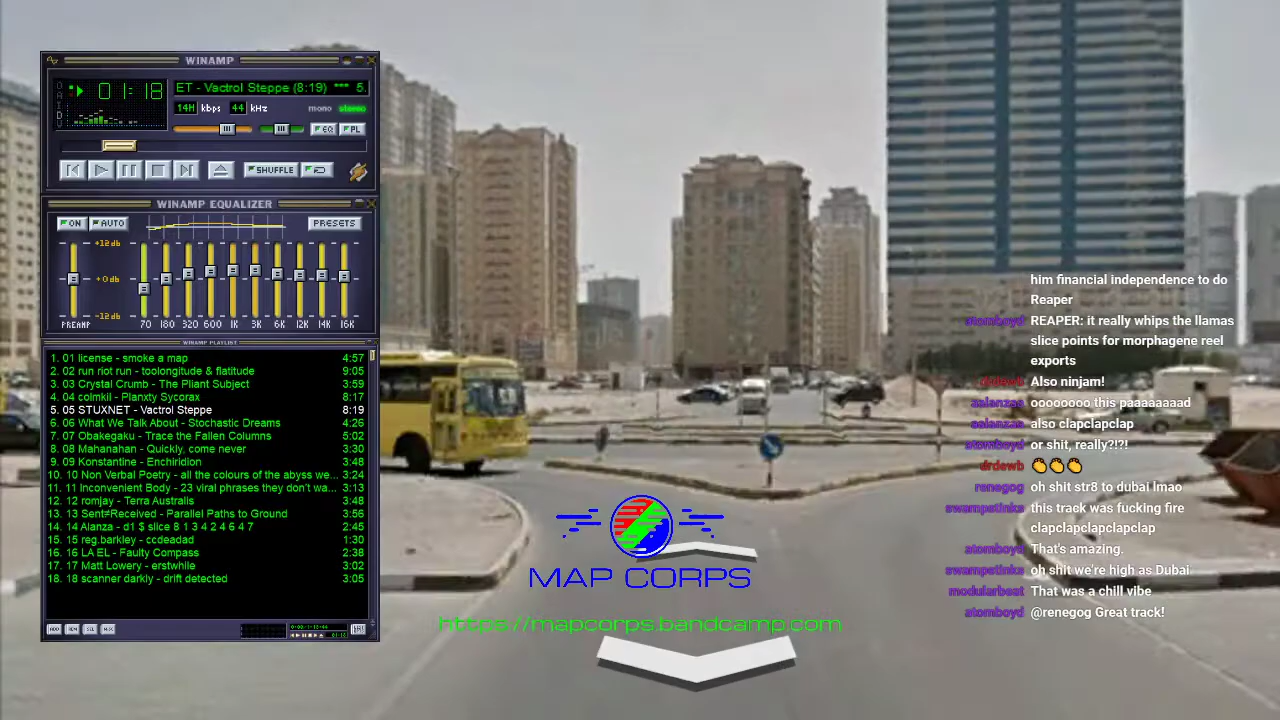 WINAMP
01:18
ET - Vactrol Steppe (8:19) *** 5.
14H kbps 44 kHz mono stereo
EQ PL
SHUFFLE
WINAMP EQUALIZER
ON AUTO PRESETS
+12db
+0db
-12db
PREAMP 70 180 320 600 1K 3K 6K 12K 14K 16K
WINAMP PLAYLIST
1. 01 license - smoke a map 4:57
2. 02 run riot run - toolongitude & flatitude 9:05
3. 03 Crystal Crumb - The Pliant Subject 3:59
4. 04 colmkil - Planxty Sycorax 8:17
5. 05 STUXNET - Vactrol Steppe 8:19
6. 06 What We Talk About - Stochastic Dreams 4:26
7. 07 Obakegaku - Trace the Fallen Columns 5:02
8. 08 Mahanahan - Quickly, come never 3:30
9. 09 Konstantine - Enchiridion 3:48
10. 10 Non Verbal Poetry - all the colours of the abyss we... 3:24
11. 11 Inconvenient Body - 23 viral phrases they don't wa... 3:13
12. 12 romjay - Terra Australis 3:48
13. 13 Sent≠Received - Parallel Paths to Ground 3:56
14. 14 Alanza - d1 $ slice 8 1 3 4 2 4 6 4 7 2:45
15. 15 reg.barkley - ccdeadad 1:30
16. 16 LA EL - Faulty Compass 2:38
17. 17 Matt Lowery - erstwhile 3:02
18. 18 scanner darkly - drift detected 3:05
MAP CORPS
https://mapcorps.bandcamp.com
him financial independence to do
Reaper
atomboyd REAPER: it really whips the llamas
slice points for morphagene reel
exports
drdewb Also ninjam!
aalanzaa ooooooo this paaaaaaad
aalanzaa also clapclapclap
atomboyd or shit, really?!?!
drdewb 👏👏👏
renegog oh shit str8 to dubai lmao
swampstinks this track was fucking fire
clapclapclapclapclap
atomboyd That's amazing.
swampstinks oh shit we're high as Dubai
modularbeat That was a chill vibe
atomboyd @renegog Great track!